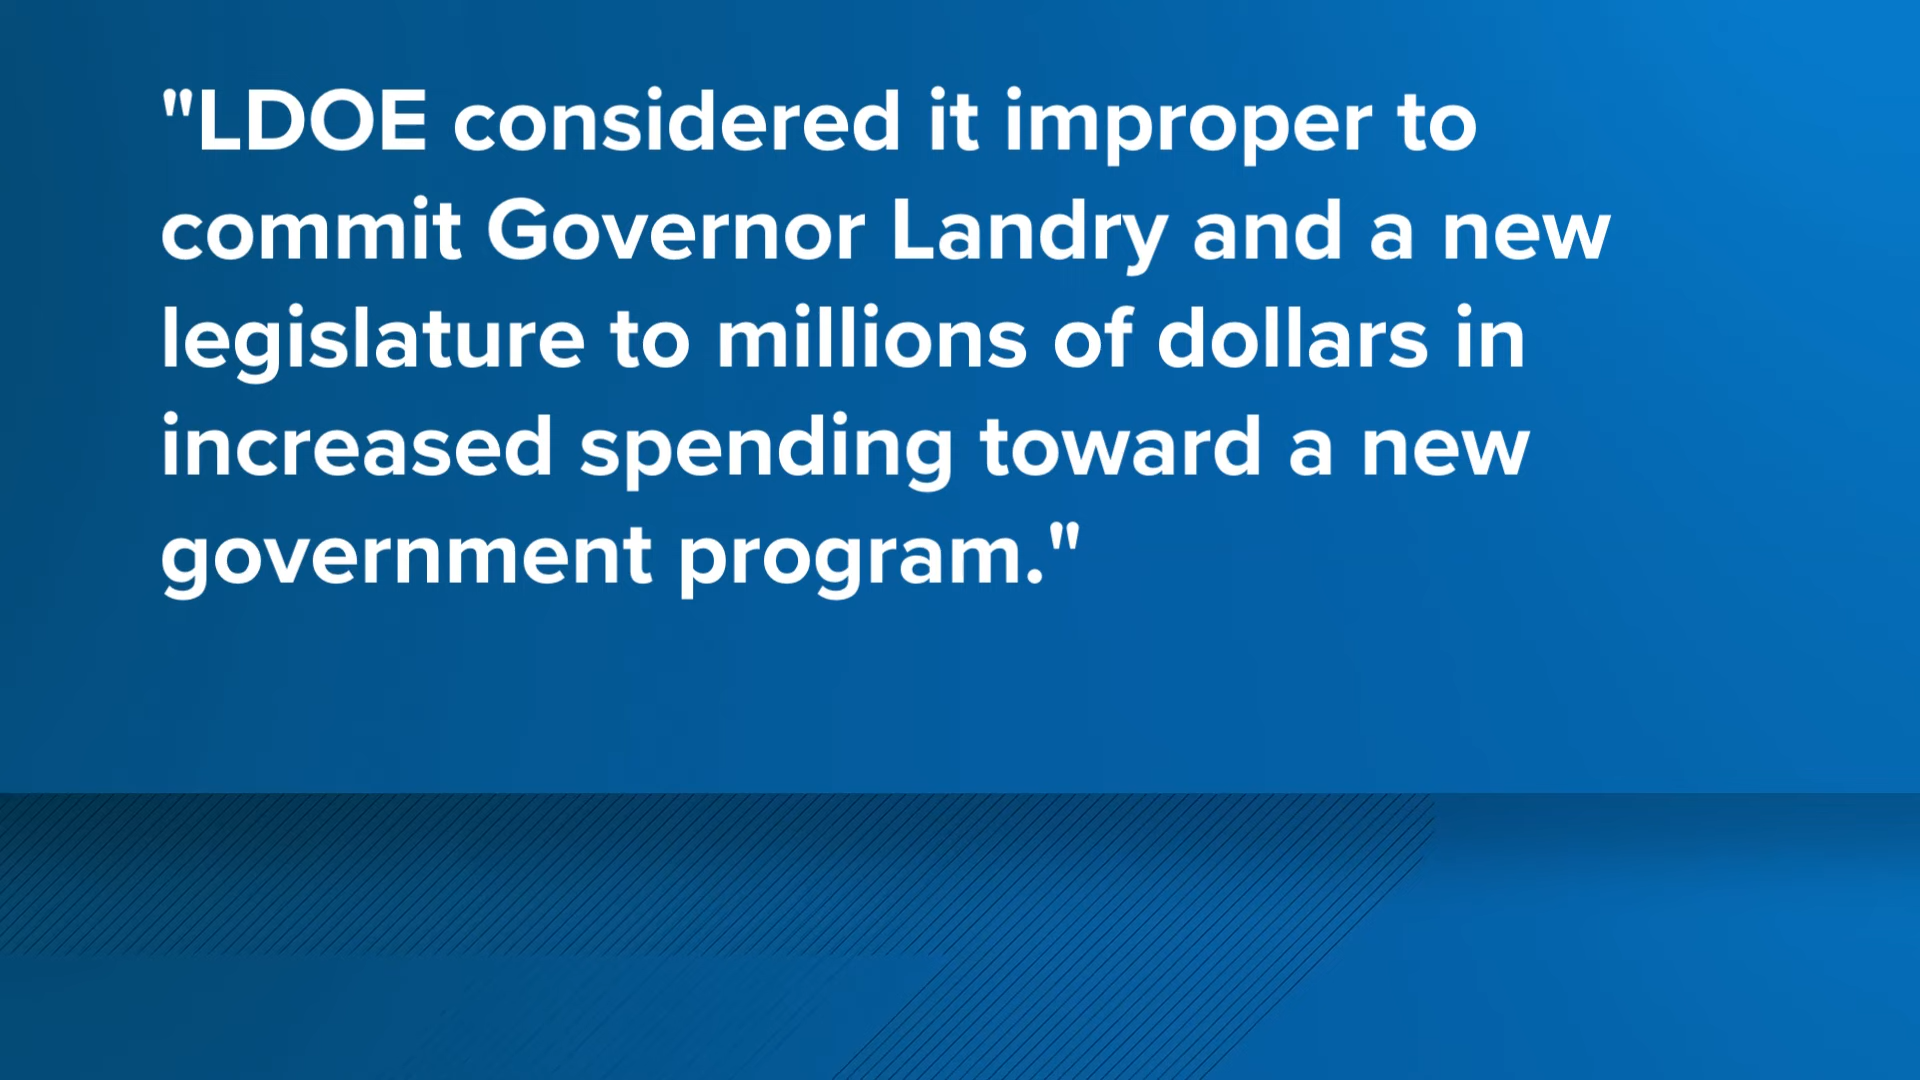 "LDOE considered it improper to
commit Governor Landry and a new
legislature to millions of dollars in
increased spending toward a new
government program."